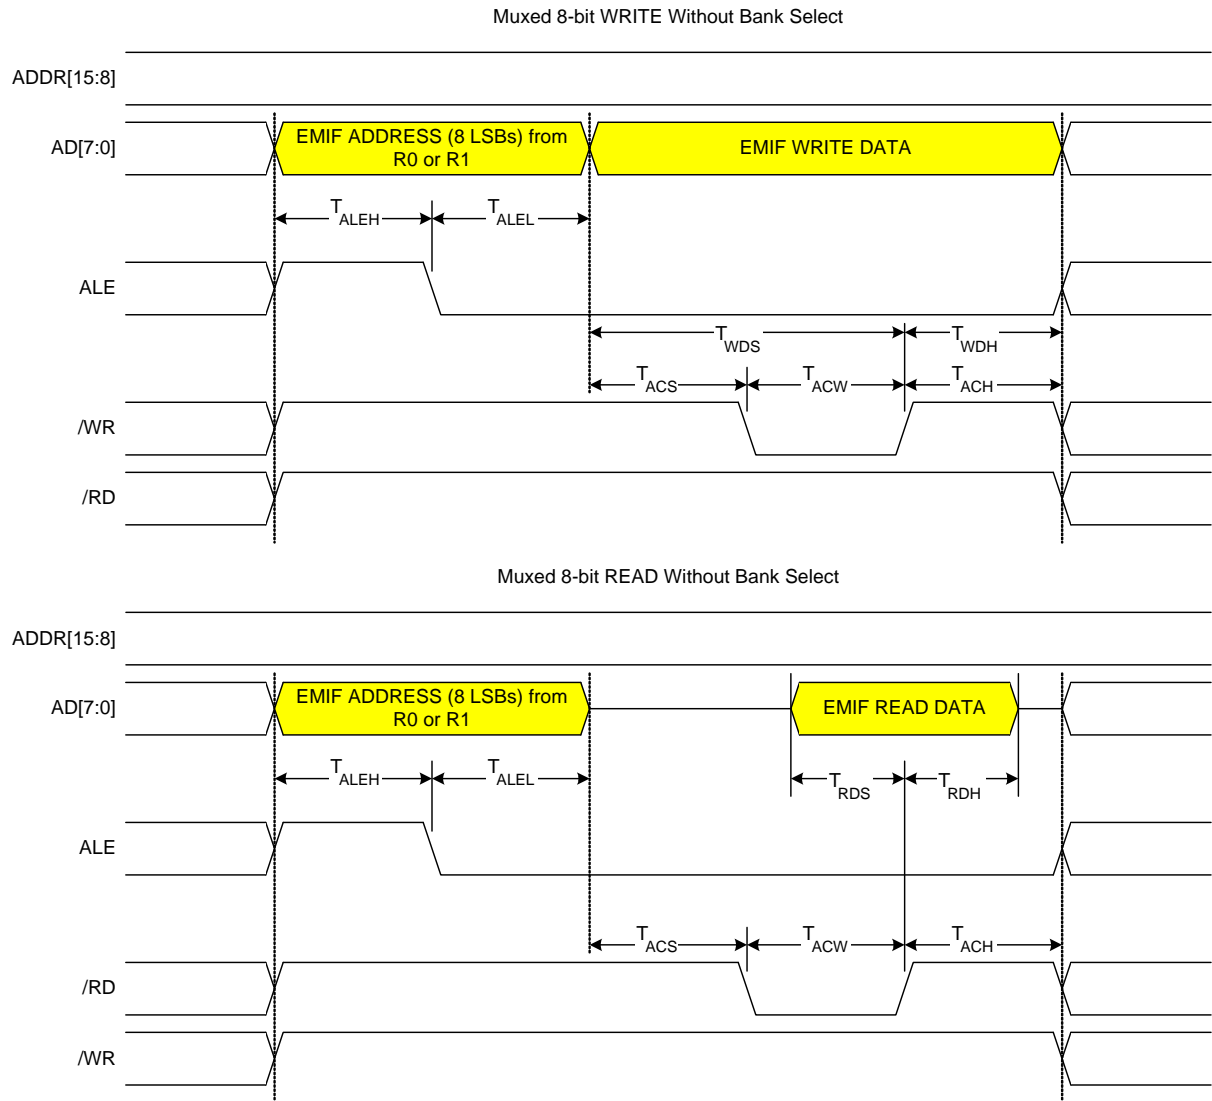 Muxed 8-bit WRITE Without Bank Select
ADDR[15:8]
AD[7:0]
EMIF ADDRESS (8 LSBs) from
R0 or R1
EMIF WRITE DATA
TALEH
TALEL
ALE
TWDS
TWDH
TACS
TACW
TACH
/WR
/RD
Muxed 8-bit READ Without Bank Select
ADDR[15:8]
AD[7:0]
EMIF ADDRESS (8 LSBs) from
R0 or R1
EMIF READ DATA
TALEH
TALEL
TRDS
TRDH
ALE
TACS
TACW
TACH
/RD
/WR